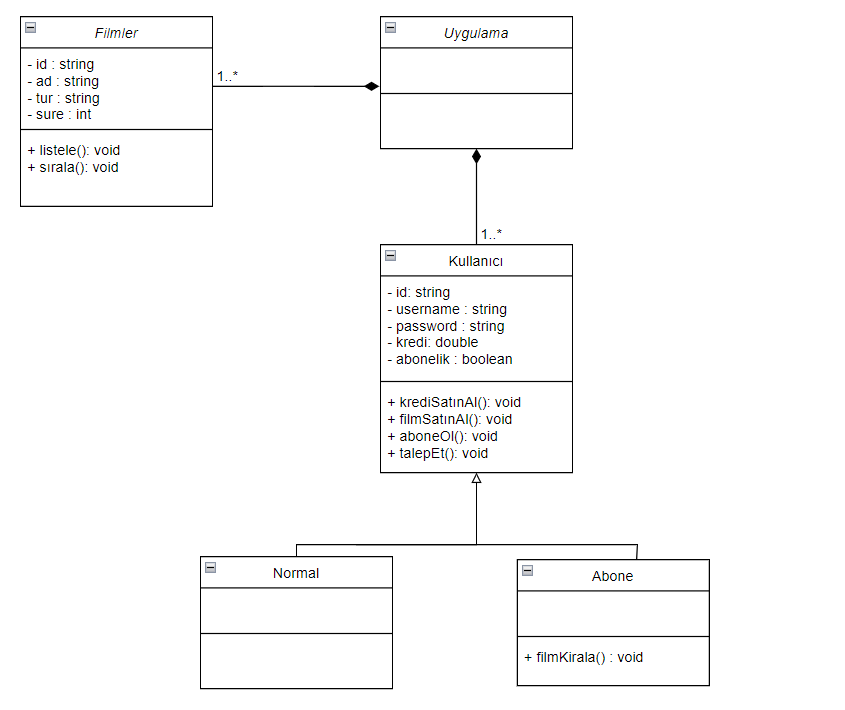 Filmler
- id : string
- ad : string
- tur : string
- sure : int
+ listele(): void
+ sırala(): void
1..*
Uygulama
1..*
Kullanıcı
- id: string
- username : string
- password : string
- kredi: double
- abonelik : boolean
+ krediSatınAl(): void
+ filmSatınAl(): void
+ aboneOl(): void
+ talepEt(): void
Normal
Abone
+ filmKirala() : void